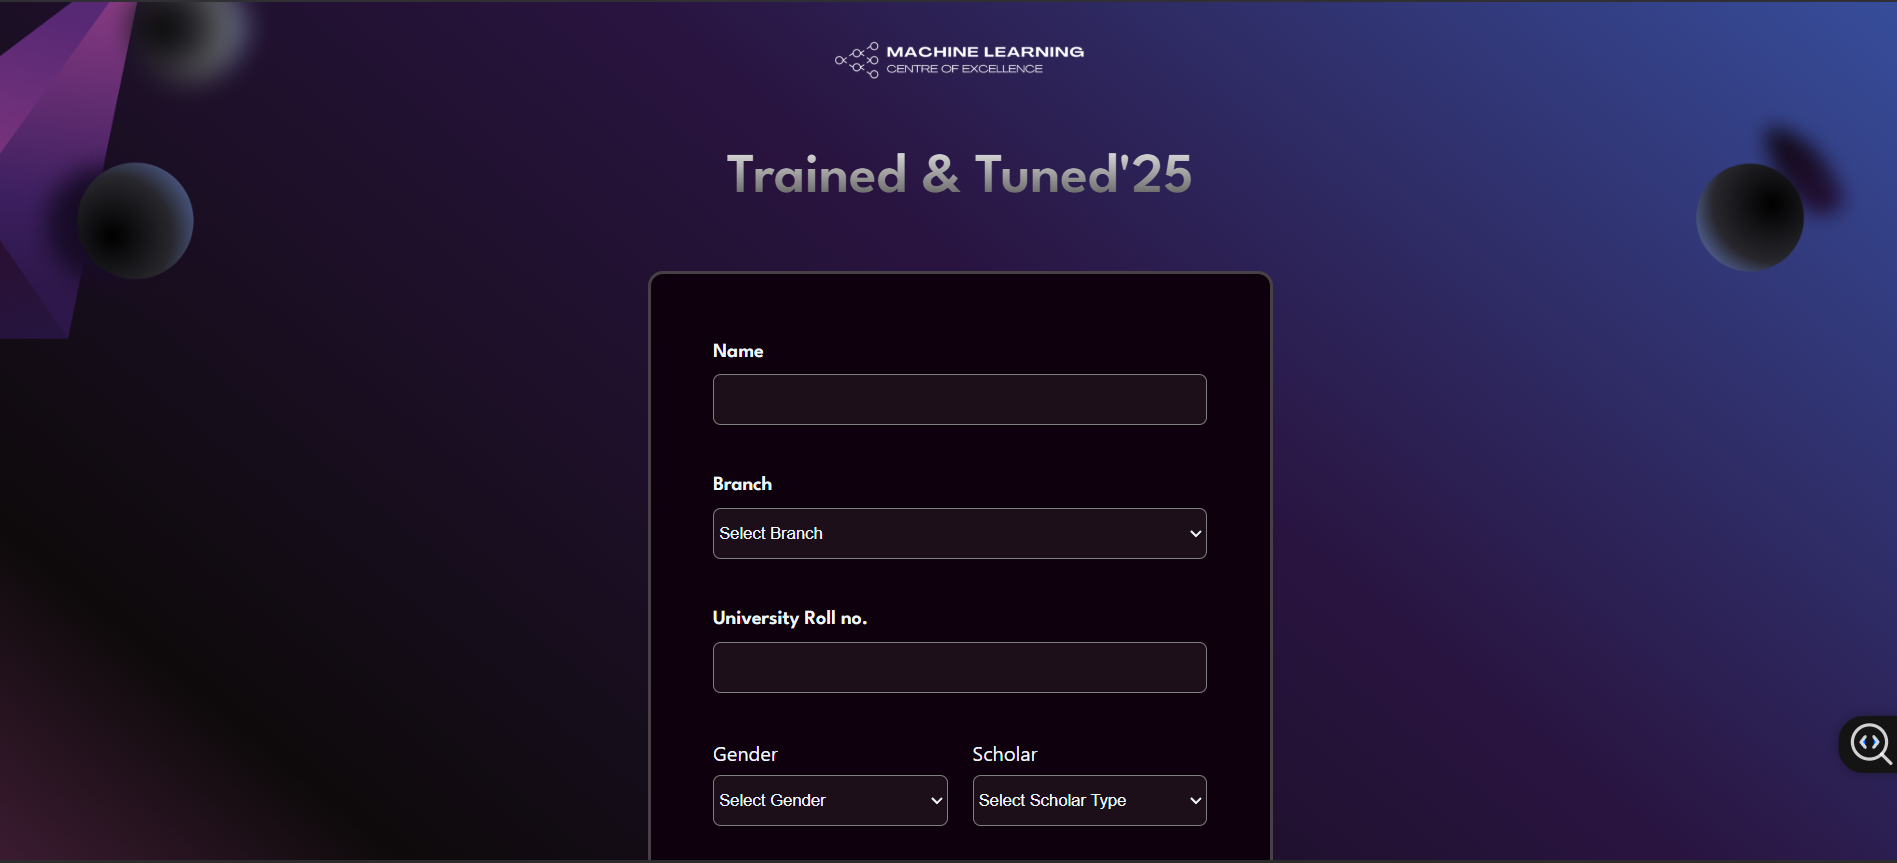 MACHINE LEARNING
CENTRE OF EXCELLENCE
Trained & Tuned'25
Name
Branch
Select Branch
University Roll no.
Gender Scholar
Select Gender Select Scholar Type